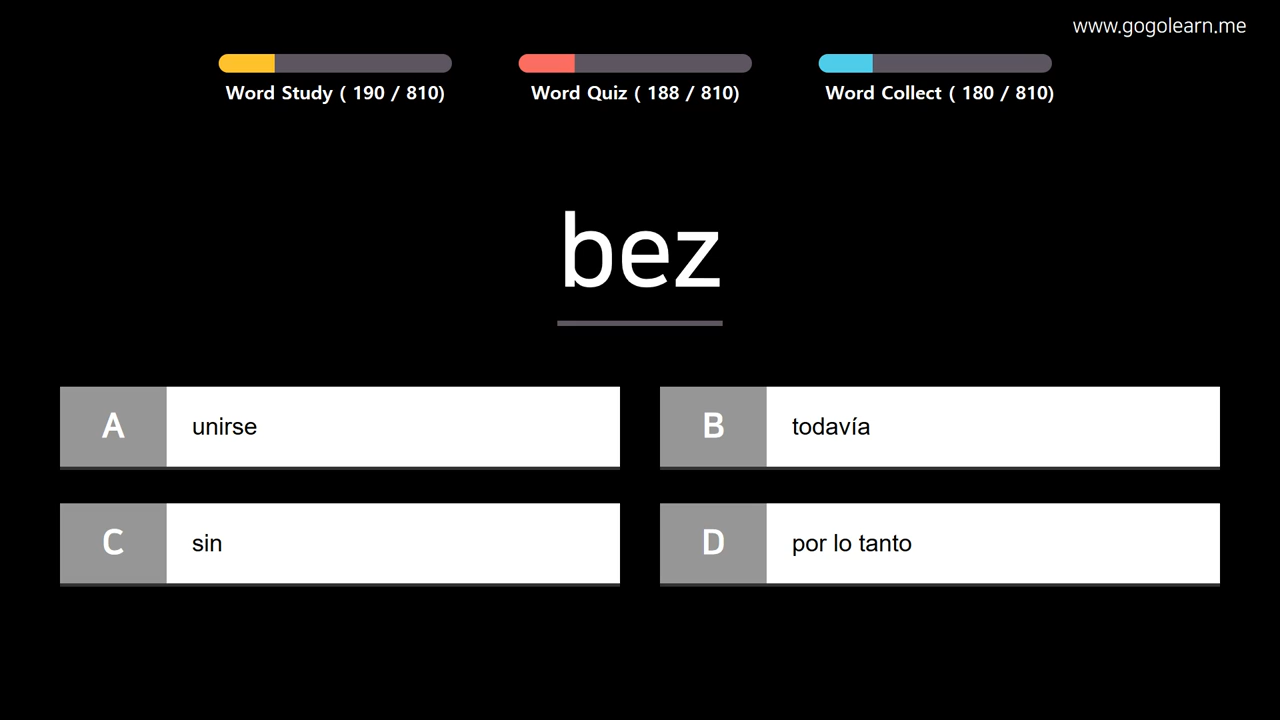 www.gogolearn.me
Word Study ( 190 / 810)
Word Quiz ( 188 / 810)
Word Collect ( 180 / 810)
bez
A unirse
B todavía
C sin
D por lo tanto